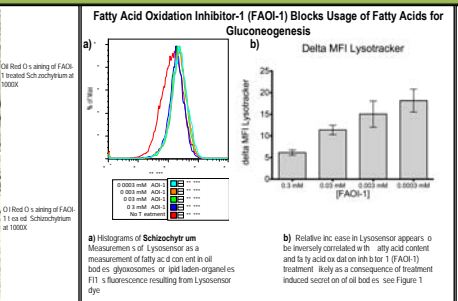 Fatty Acid Oxidation Inhibitor-1 (FAOI-1) Blocks Usage of Fatty Acids for
Gluconeogenesis
Oil Red O s aining of FAOI-
1 treated Sch zochytrium at
1000X
O l Red O s aining of FAOI-
1 t ea ed Schizochytrium
at 1000X
a)
% of Max
0 0003 mM AOI-1
0 003 mM AOI-1
0 03 mM AOI-1
0 3 mM AOI-1
No T eatment
a) Histograms of Schizochytr um
Measuremen s of Lysosensor as a
measurement of fatty ac d con ent in oil
bod es glyoxosomes or ipid laden-organel es
Fl1 s fluorescence resulting from Lysosensor
dye
b)
Delta MFI Lysotracker
delta MFI Lysotracker
25
20
15
10
5
0
0.3 mM 0.03 mM 0.003 mM 0.0003 mM
[FAOI-1]
b) Relative inc ease in Lysosensor appears o
be inversely correlated w th atty acid content
and fa ty acid ox dat on inh b tor 1 (FAOI-1)
treatment ikely as a consequence of treatment
induced secret on of oil bod es see Figure 1